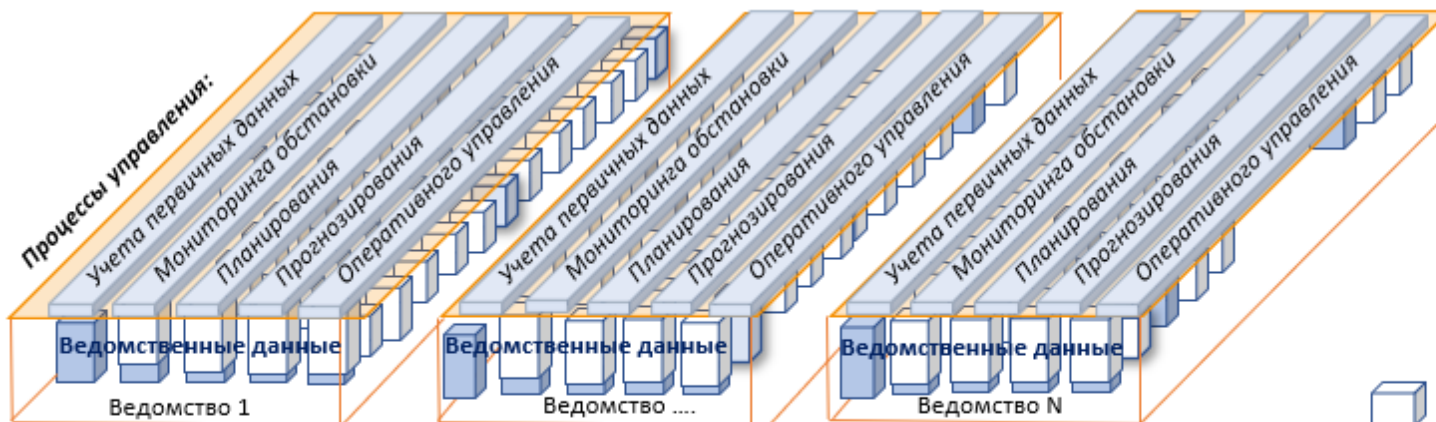 Процессы управления:
Учета первичных данных
Мониторинга обстановки
Планирования
Прогнозирования
Оперативного управления
Ведомственные данные
Ведомство 1
Учета первичных данных
Мониторинга обстановки
Планирования
Прогнозирования
Оперативного управления
Ведомственные данные
Ведомство ....
Учета первичных данных
Мониторинга обстановки
Планирования
Прогнозирования
Оперативного управления
Ведомственные данные
Ведомство N